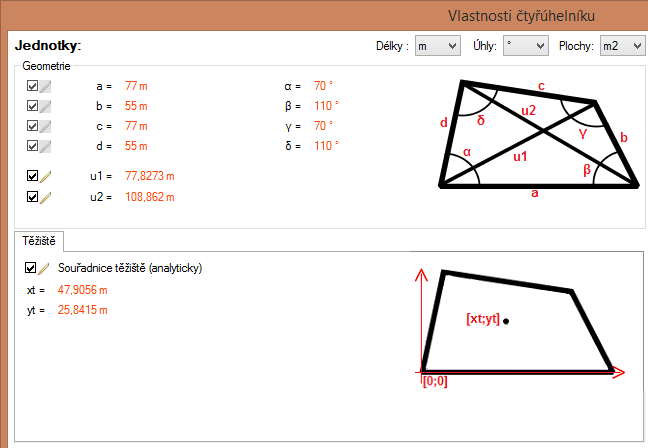 Vlastnosti čtyřúhelníku
Jednotky: Délky : m Úhly: ° Plochy: m2
Geometrie
a = 77 m α = 70 °
b = 55 m β = 110 °
c = 77 m γ = 70 °
d = 55 m δ = 110 °
u1 = 77,8273 m
u2 = 108,862 m
c
u2
d δ γ b
α u1 β
a
Těžiště
Souřadnice těžiště (analyticky)
xt = 47,9056 m
yt = 25,8415 m
[xt;yt]
[0;0]